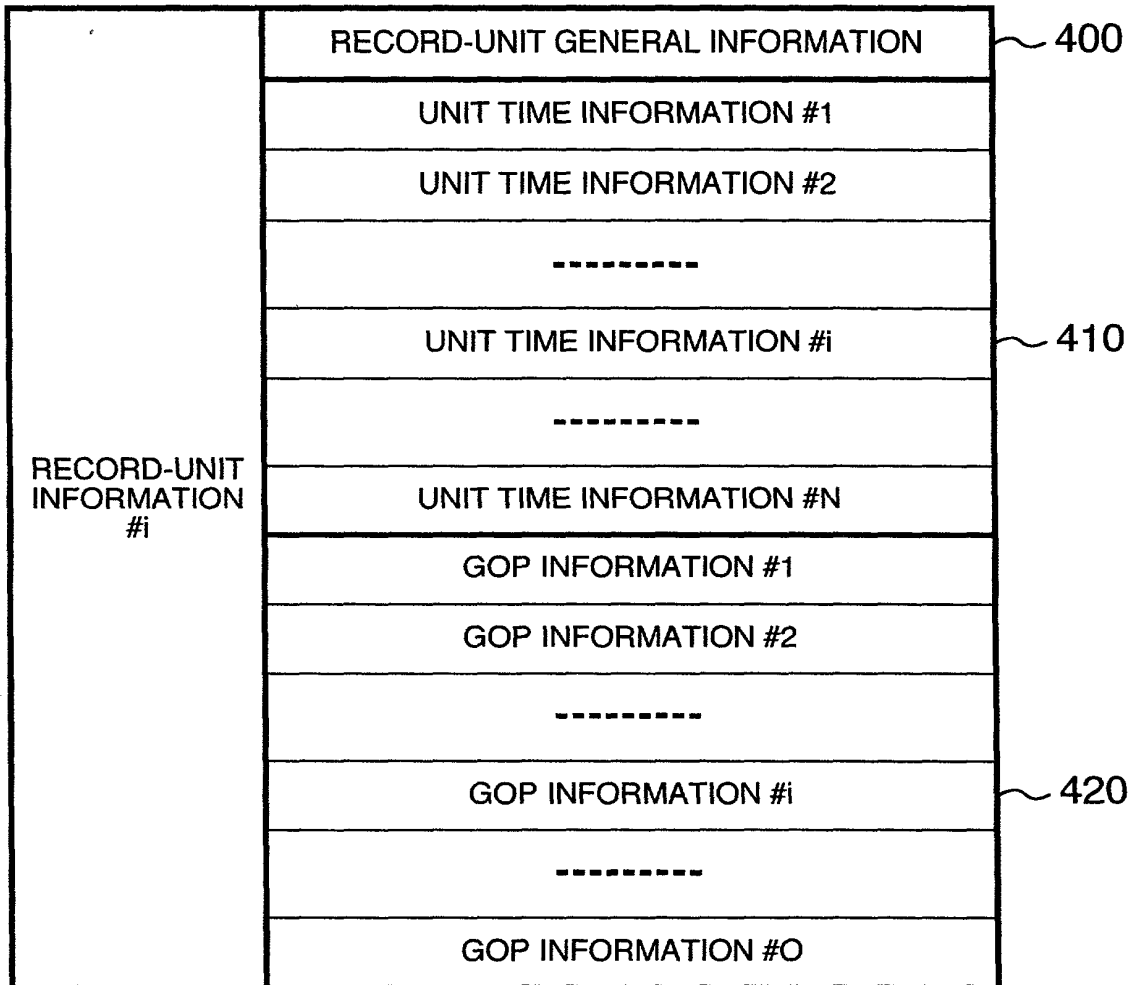 RECORD-UNIT GENERAL INFORMATION
400
UNIT TIME INFORMATION #1
UNIT TIME INFORMATION #2
---------
UNIT TIME INFORMATION #i
410
---------
RECORD-UNIT
INFORMATION
#i
UNIT TIME INFORMATION #N
GOP INFORMATION #1
GOP INFORMATION #2
---------
GOP INFORMATION #i
420
---------
GOP INFORMATION #O